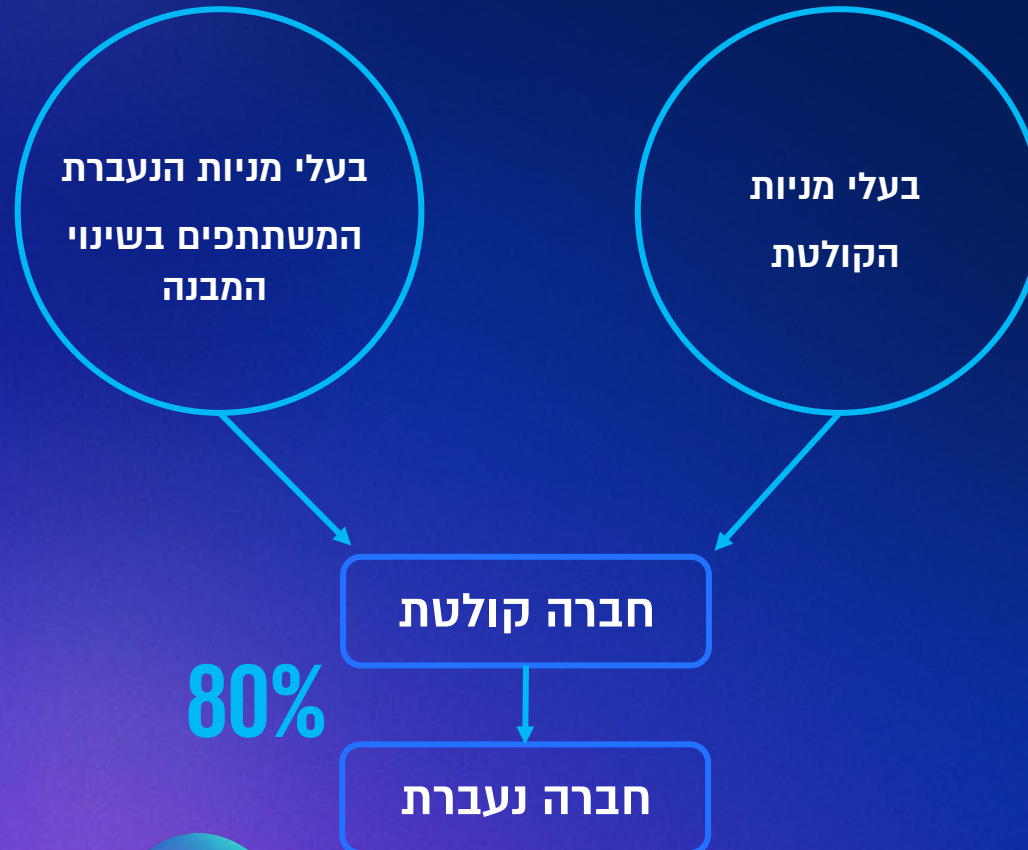 בעלי מניות
הקולטת
בעלי מניות הנעברת
המשתתפים בשינוי
המבנה
חברה קולטת
80%
חברה נעברת